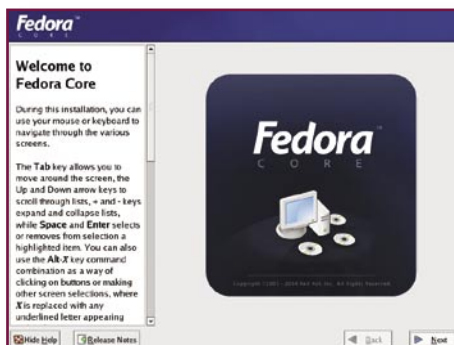 Fedora™
CORE
Welcome to
Fedora Core
During this installation, you can
use your mouse or keyboard to
navigate through the various
screens.
The Tab key allows you to
move around the screen, the
Up and Down arrow keys to
scroll through lists, + and - keys
expand and collapse lists,
while Space and Enter selects
or removes from selection a
highlighted item. You can also
use the Alt-X key command
combination as a way of
clicking on buttons or making
other screen selections, where
X is replaced with any
underlined letter appearing
Fedora™
CORE
Hide Help
Release Notes
Back
Next